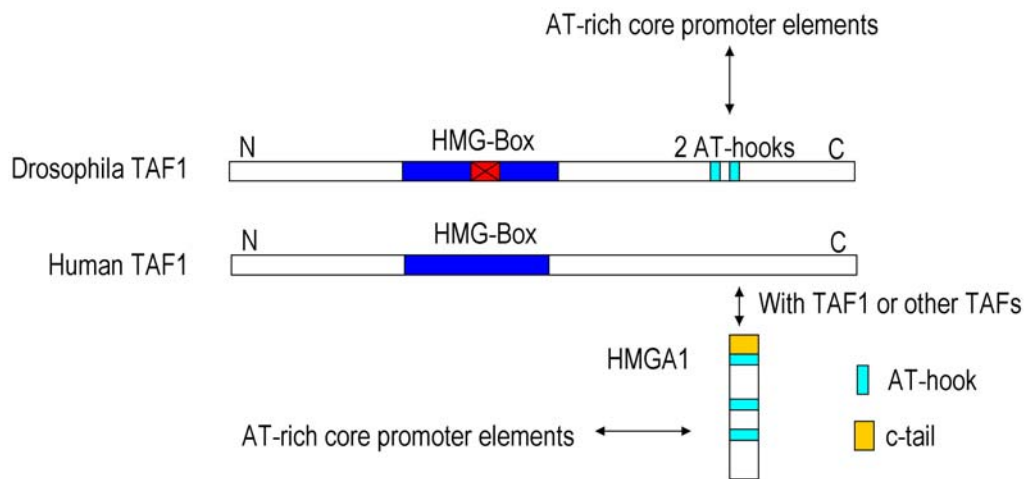 AT-rich core promoter elements
N HMG-Box 2 AT-hooks C
Drosophila TAF1
N HMG-Box C
Human TAF1
With TAF1 or other TAFs
HMGA1
AT-hook
AT-rich core promoter elements
c-tail